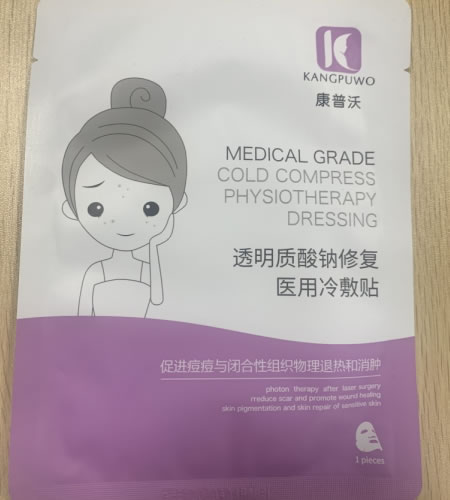 KANGPUWO
康普沃
MEDICAL GRADE
COLD COMPRESS
PHYSIOTHERAPY
DRESSING
透明质酸钠修复
医用冷敷贴
促进痘痘与闭合性组织物理退热和消肿
photon therapy after laser surgery
rreduce scar and promote wound healing
skin pigmentation and skin repair of sensitive skin
1 pieces